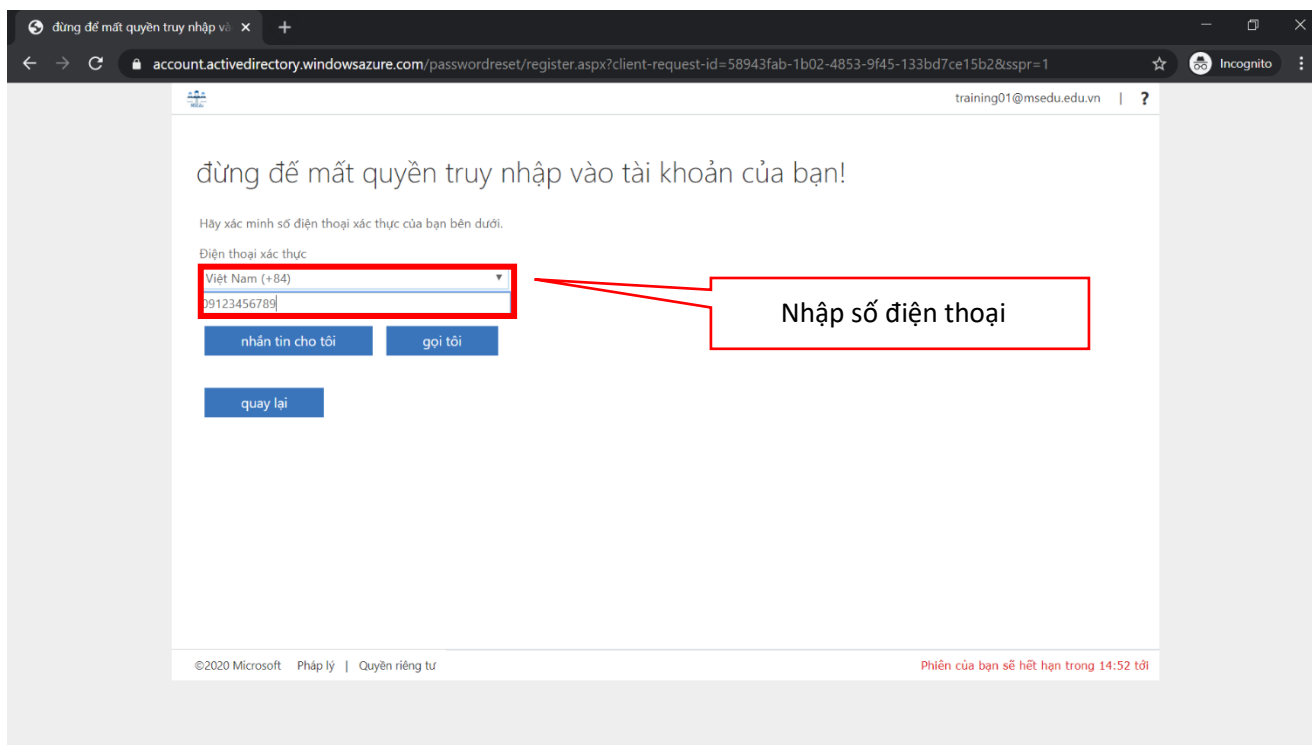 đừng để mất quyền truy nhập và
account.activedirectory.windowsazure.com/passwordreset/register.aspx?client-request-id=58943fab-1b02-4853-9f45-133bd7ce15b2&sspr=1
Incognito
training01@msedu.edu.vn | ?
đừng để mất quyền truy nhập vào tài khoản của bạn!
Hãy xác minh số điện thoại xác thực của bạn bên dưới.
Điện thoại xác thực
Việt Nam (+84)
09123456789
Nhập số điện thoại
nhắn tin cho tôi
gọi tôi
quay lại
©2020 Microsoft Pháp lý | Quyền riêng tư
Phiên của bạn sẽ hết hạn trong 14:52 tới